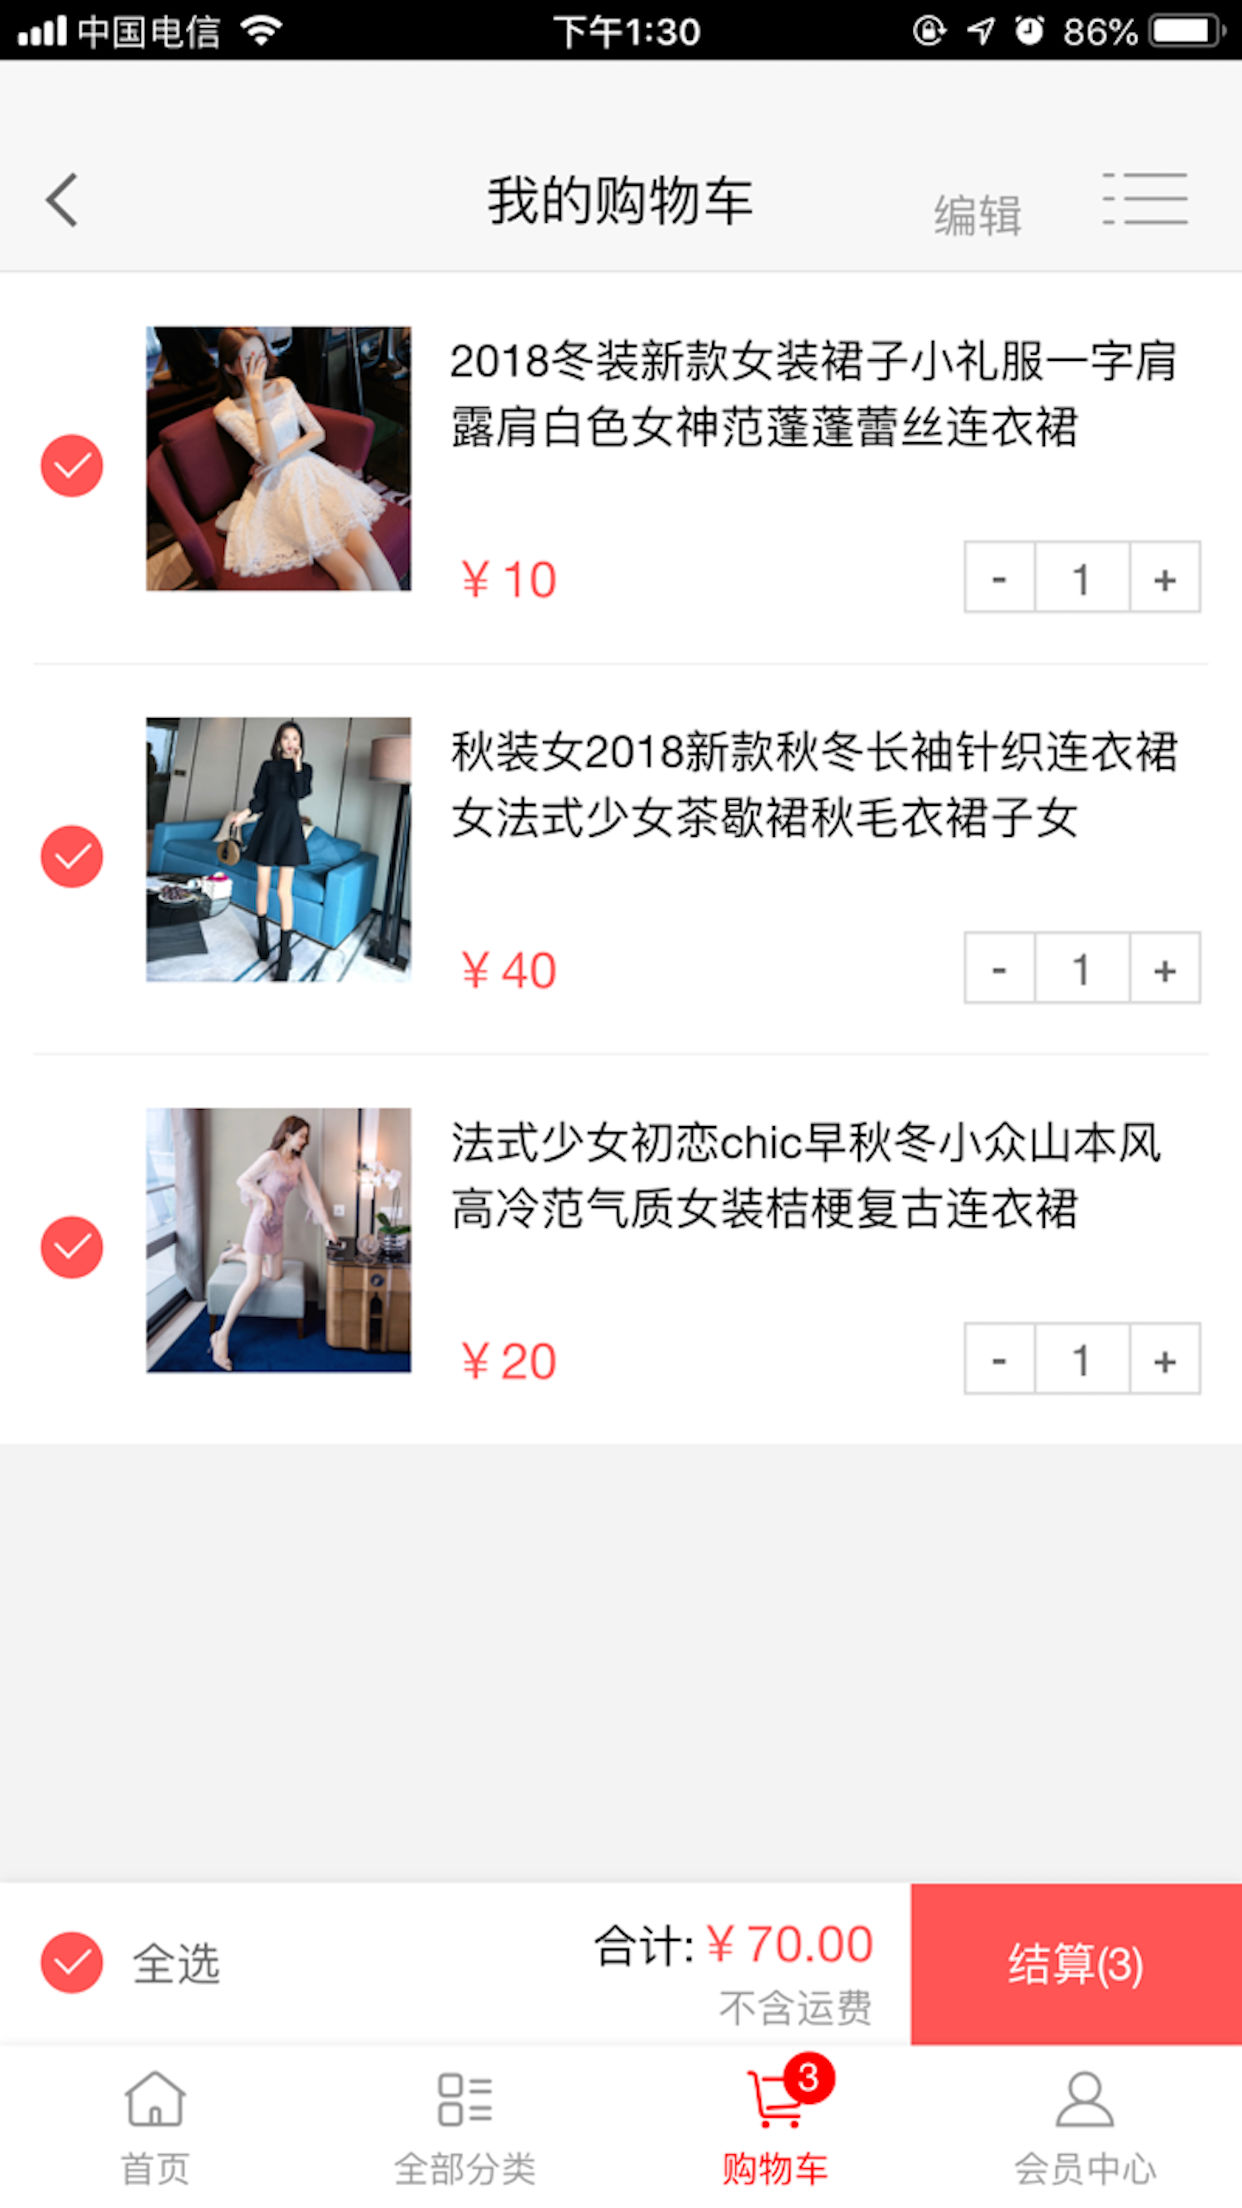 中国电信
下午1:30
86%
我的购物车
编辑
2018冬装新款女装裙子小礼服一字肩
露肩白色女神范蓬蓬蕾丝连衣裙
¥ 10
- 1 +
秋装女2018新款秋冬长袖针织连衣裙
女法式少女茶歇裙秋毛衣裙子女
¥ 40
- 1 +
法式少女初恋chic早秋冬小众山本风
高冷范气质女装桔梗复古连衣裙
¥ 20
- 1 +
全选
合计: ¥ 70.00
不含运费
结算(3)
3
首页
全部分类
购物车
会员中心